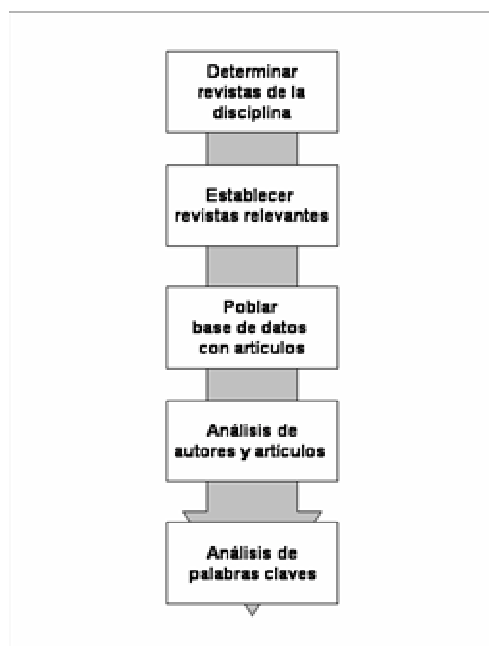 Determinar
revistas de la
disciplina
Establecer
revistas relevantes
Poblar
base de datos
con artículos
Análisis de
autores y artículos
Análisis de
palabras claves